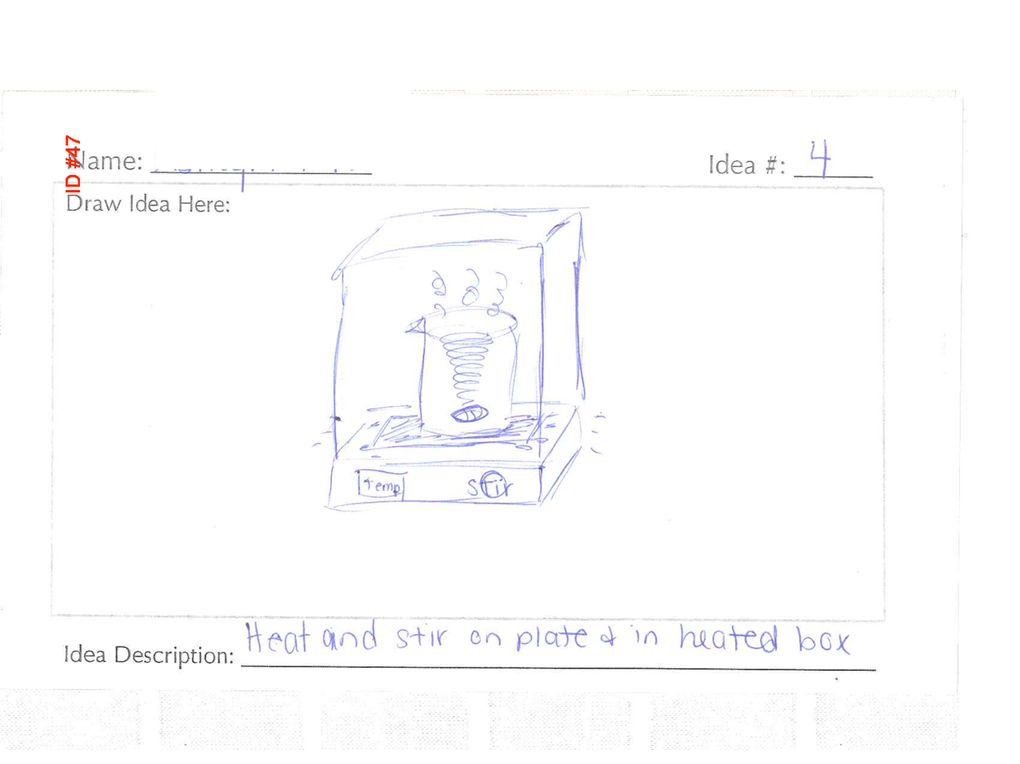 ID #47
Name:
Idea #: 4
Draw Idea Here:
temp
stir
Idea Description: Heat and stir on plate & in heated box